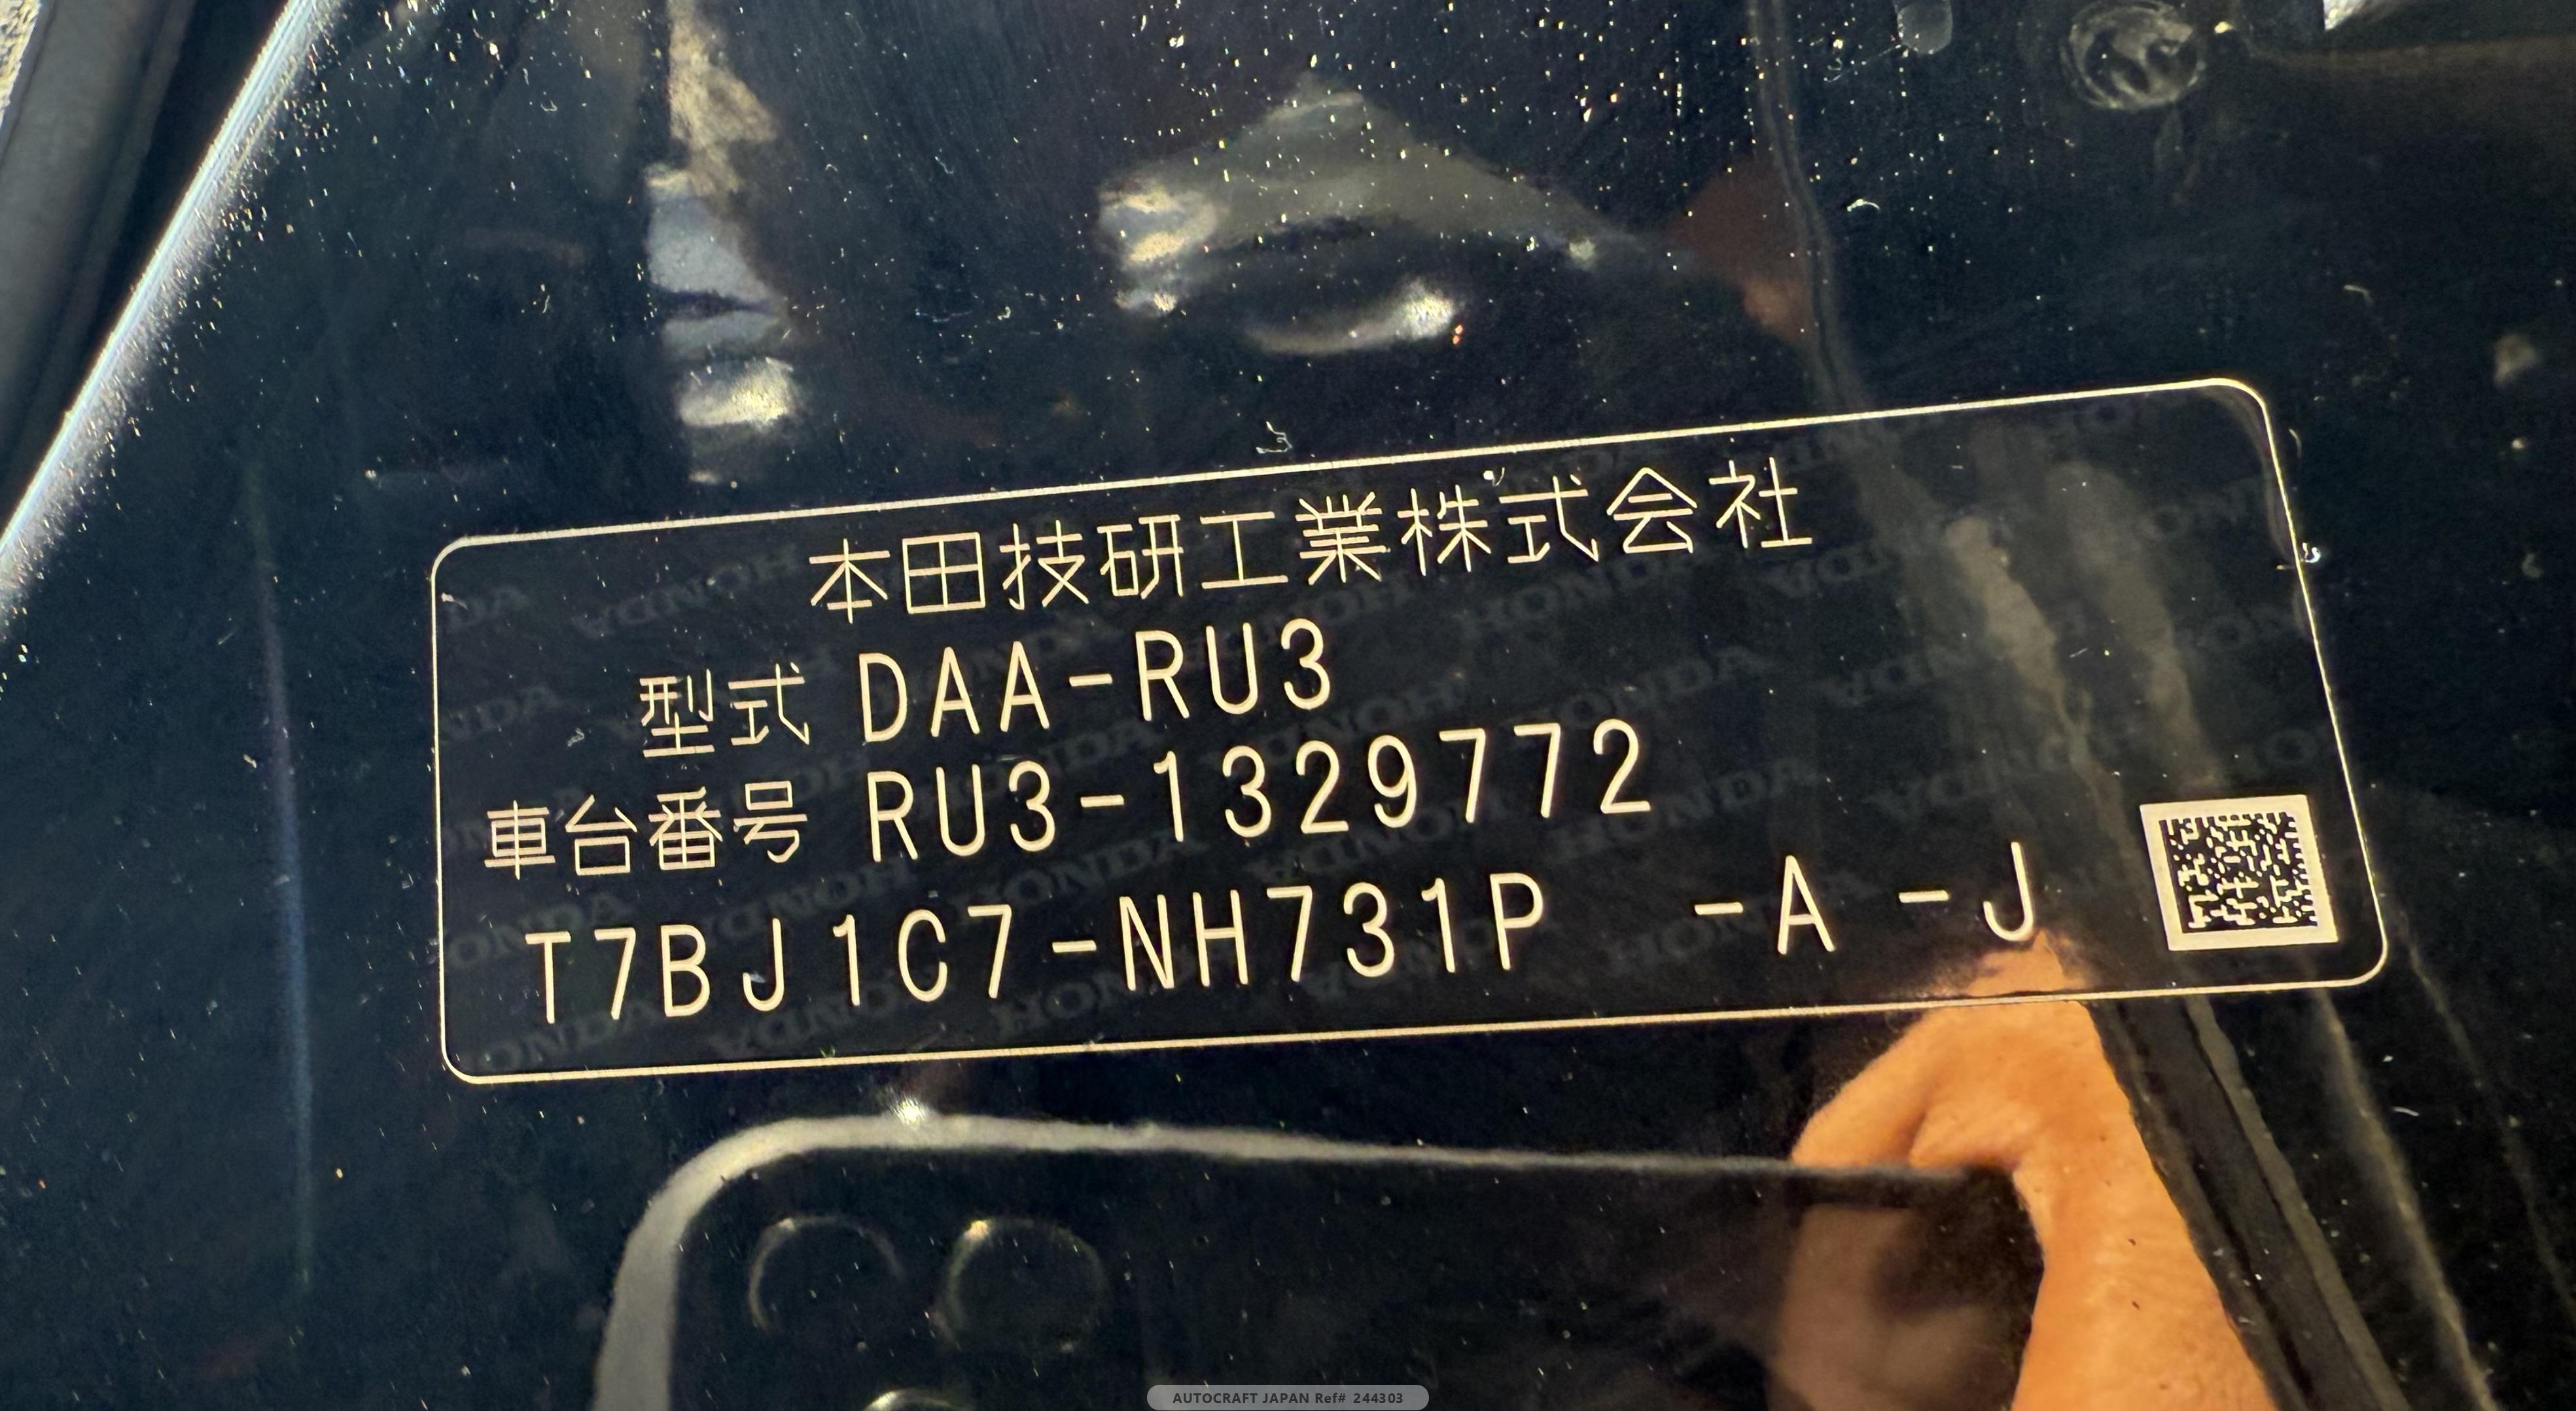 本田技研工業株式会社
型式 DAA-RU3
車台番号 RU3-1329772
T7BJ1C7-NH731P -A -J
AUTOCRAFT JAPAN Ref# 244303